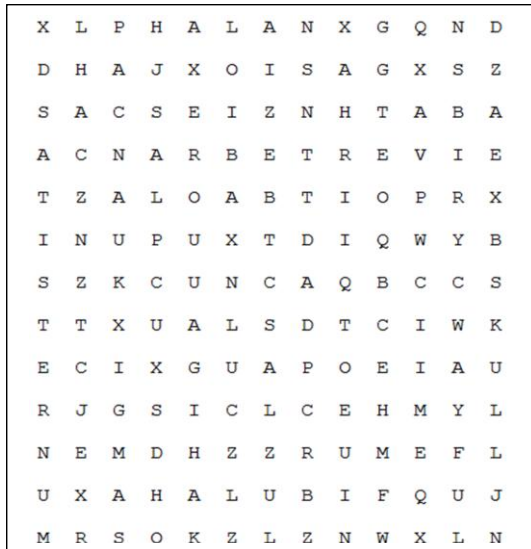 X L P H A L A N X G Q N D
D H A J X O I S A G X S Z
S A C S E I Z N H T A B A
A C N A R B E T R E V I E
T Z A L O A B T I O P R X
I N U P U X T D I Q W Y B
S Z K C U N C A Q B C C S
T T X U A L S D T C I W K
E C I X G U A P O E I A U
R J G S I C L C E H M Y L
N E M D H Z Z R U M E F L
U X A H A L U B I F Q U J
M R S O K Z L Z N W X L N